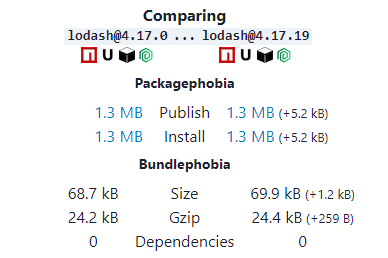 Comparing
lodash@4.17.0 ... lodash@4.17.19
n U n U
Packagephobia
1.3 MB Publish 1.3 MB (+5.2 kB)
1.3 MB Install 1.3 MB (+5.2 kB)
Bundlephobia
68.7 kB Size 69.9 kB (+1.2 kB)
24.2 kB Gzip 24.4 kB (+259 B)
0 Dependencies 0